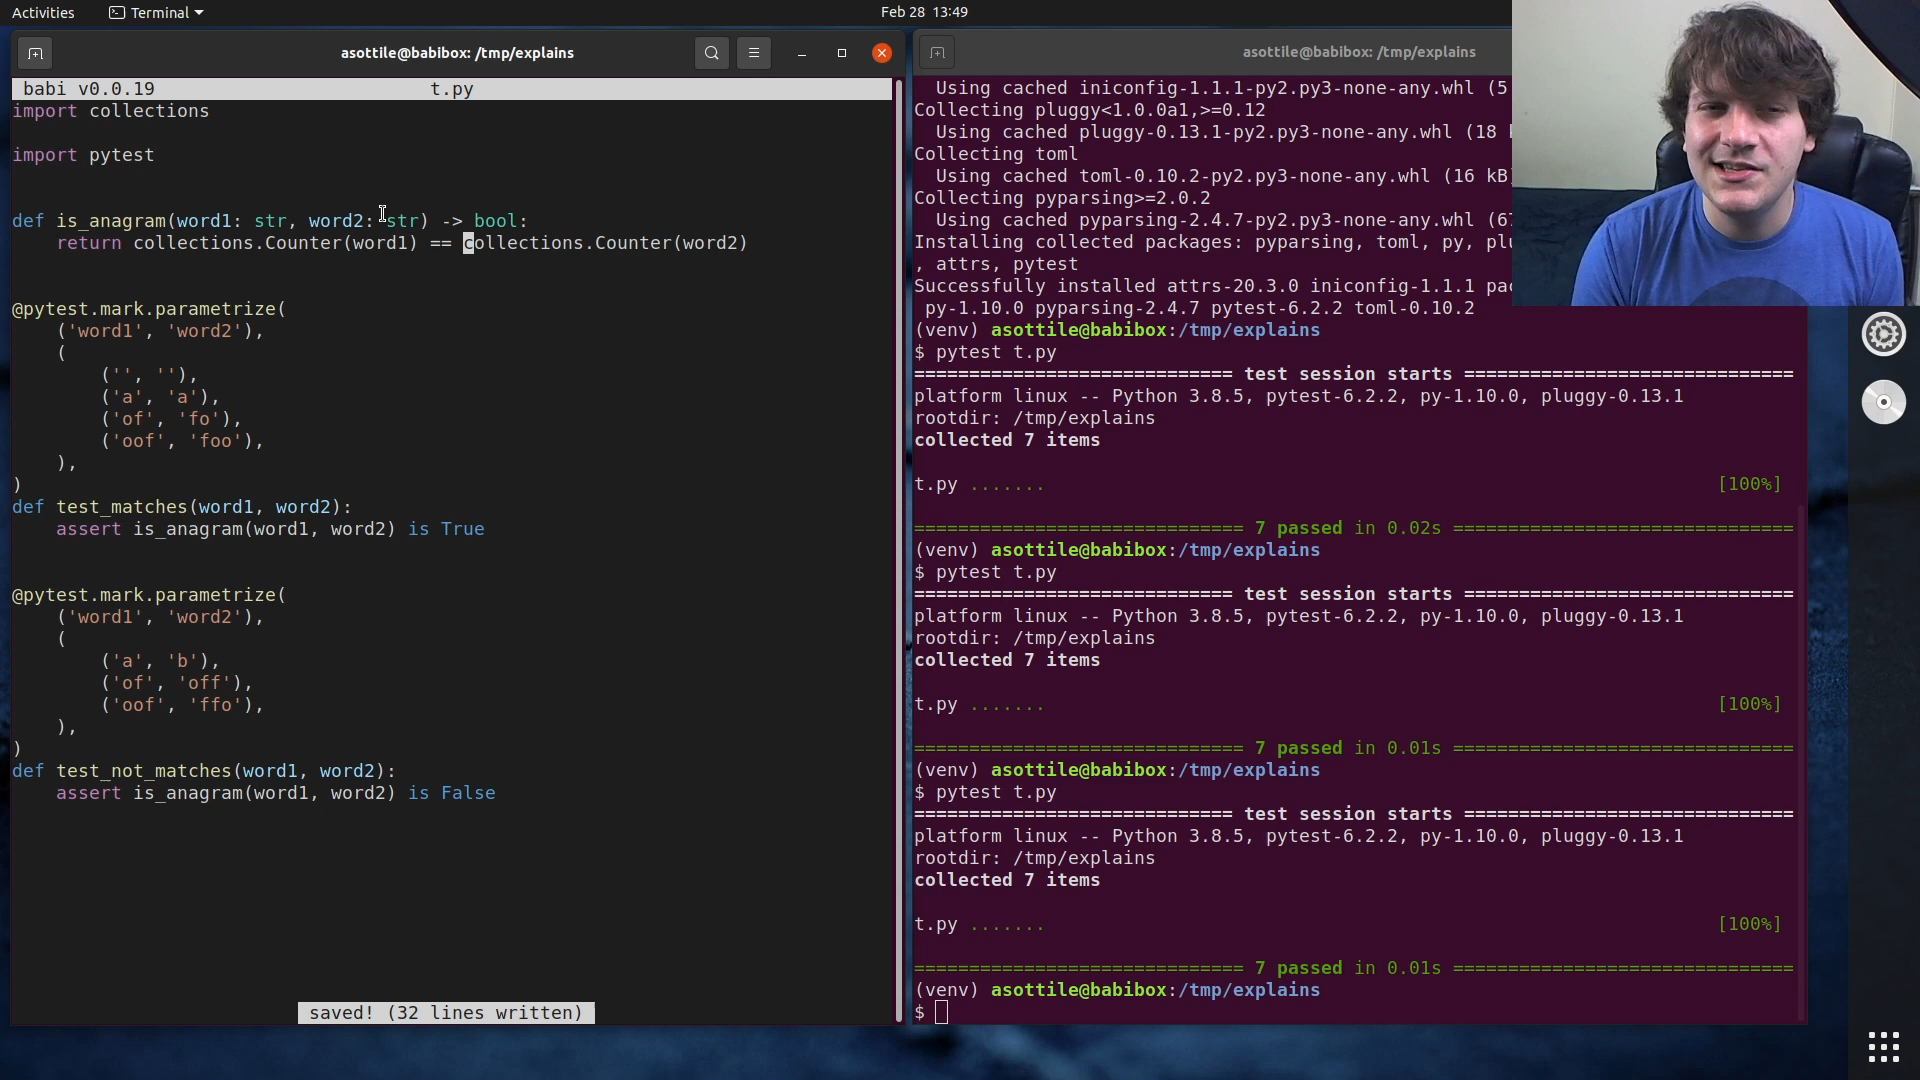 Activities
Terminal
Feb 28 13:49
asottile@babibox: /tmp/explains
babi v0.0.19 t.py
import collections
import pytest
def is_anagram(word1: str, word2: str) -> bool:
    return collections.Counter(word1) == collections.Counter(word2)
@pytest.mark.parametrize(
    ('word1', 'word2'),
    (
        ('', ''),
        ('a', 'a'),
        ('of', 'fo'),
        ('oof', 'foo'),
    ),
)
def test_matches(word1, word2):
    assert is_anagram(word1, word2) is True
@pytest.mark.parametrize(
    ('word1', 'word2'),
    (
        ('a', 'b'),
        ('of', 'off'),
        ('oof', 'ffo'),
    ),
)
def test_not_matches(word1, word2):
    assert is_anagram(word1, word2) is False
saved! (32 lines written)
asottile@babibox: /tmp/explains
  Using cached iniconfig-1.1.1-py2.py3-none-any.whl (5
Collecting pluggy<1.0.0a1,>=0.12
  Using cached pluggy-0.13.1-py2.py3-none-any.whl (18
Collecting toml
  Using cached toml-0.10.2-py2.py3-none-any.whl (16 kB
Collecting pyparsing>=2.0.2
  Using cached pyparsing-2.4.7-py2.py3-none-any.whl (67
Installing collected packages: pyparsing, toml, py, plu
, attrs, pytest
Successfully installed attrs-20.3.0 iniconfig-1.1.1 pac
 py-1.10.0 pyparsing-2.4.7 pytest-6.2.2 toml-0.10.2
(venv) asottile@babibox:/tmp/explains
$ pytest t.py
============================= test session starts ==============================
platform linux -- Python 3.8.5, pytest-6.2.2, py-1.10.0, pluggy-0.13.1
rootdir: /tmp/explains
collected 7 items
t.py ....... [100%]
============================== 7 passed in 0.02s ===============================
(venv) asottile@babibox:/tmp/explains
$ pytest t.py
============================= test session starts ==============================
platform linux -- Python 3.8.5, pytest-6.2.2, py-1.10.0, pluggy-0.13.1
rootdir: /tmp/explains
collected 7 items
t.py ....... [100%]
============================== 7 passed in 0.01s ===============================
(venv) asottile@babibox:/tmp/explains
$ pytest t.py
============================= test session starts ==============================
platform linux -- Python 3.8.5, pytest-6.2.2, py-1.10.0, pluggy-0.13.1
rootdir: /tmp/explains
collected 7 items
t.py ....... [100%]
============================== 7 passed in 0.01s ===============================
(venv) asottile@babibox:/tmp/explains
$